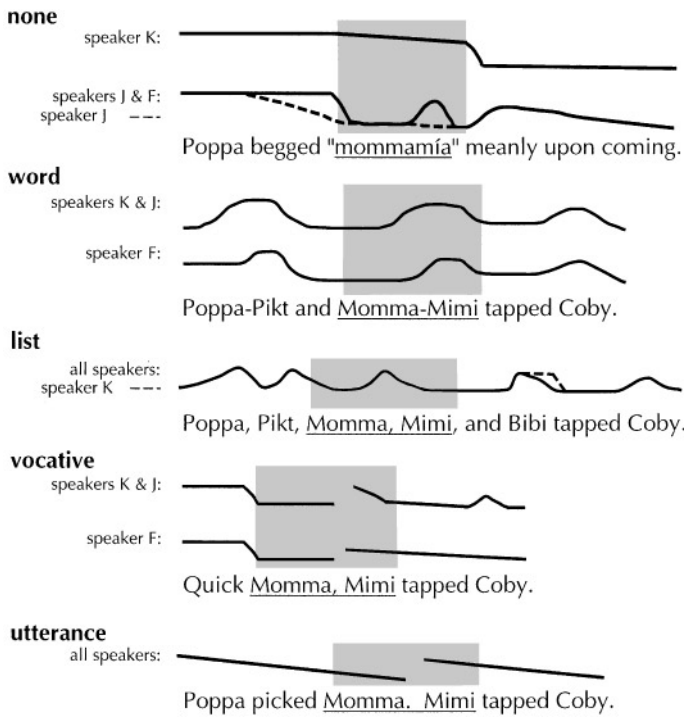 none
speaker K:
speakers J & F:
speaker J ---
Poppa begged "mommamía" meanly upon coming.
word
speakers K & J:
speaker F:
Poppa-Pikt and Momma-Mimi tapped Coby.
list
all speakers:
speaker K ---
Poppa, Pikt, Momma, Mimi, and Bibi tapped Coby.
vocative
speakers K & J:
speaker F:
Quick Momma, Mimi tapped Coby.
utterance
all speakers:
Poppa picked Momma. Mimi tapped Coby.